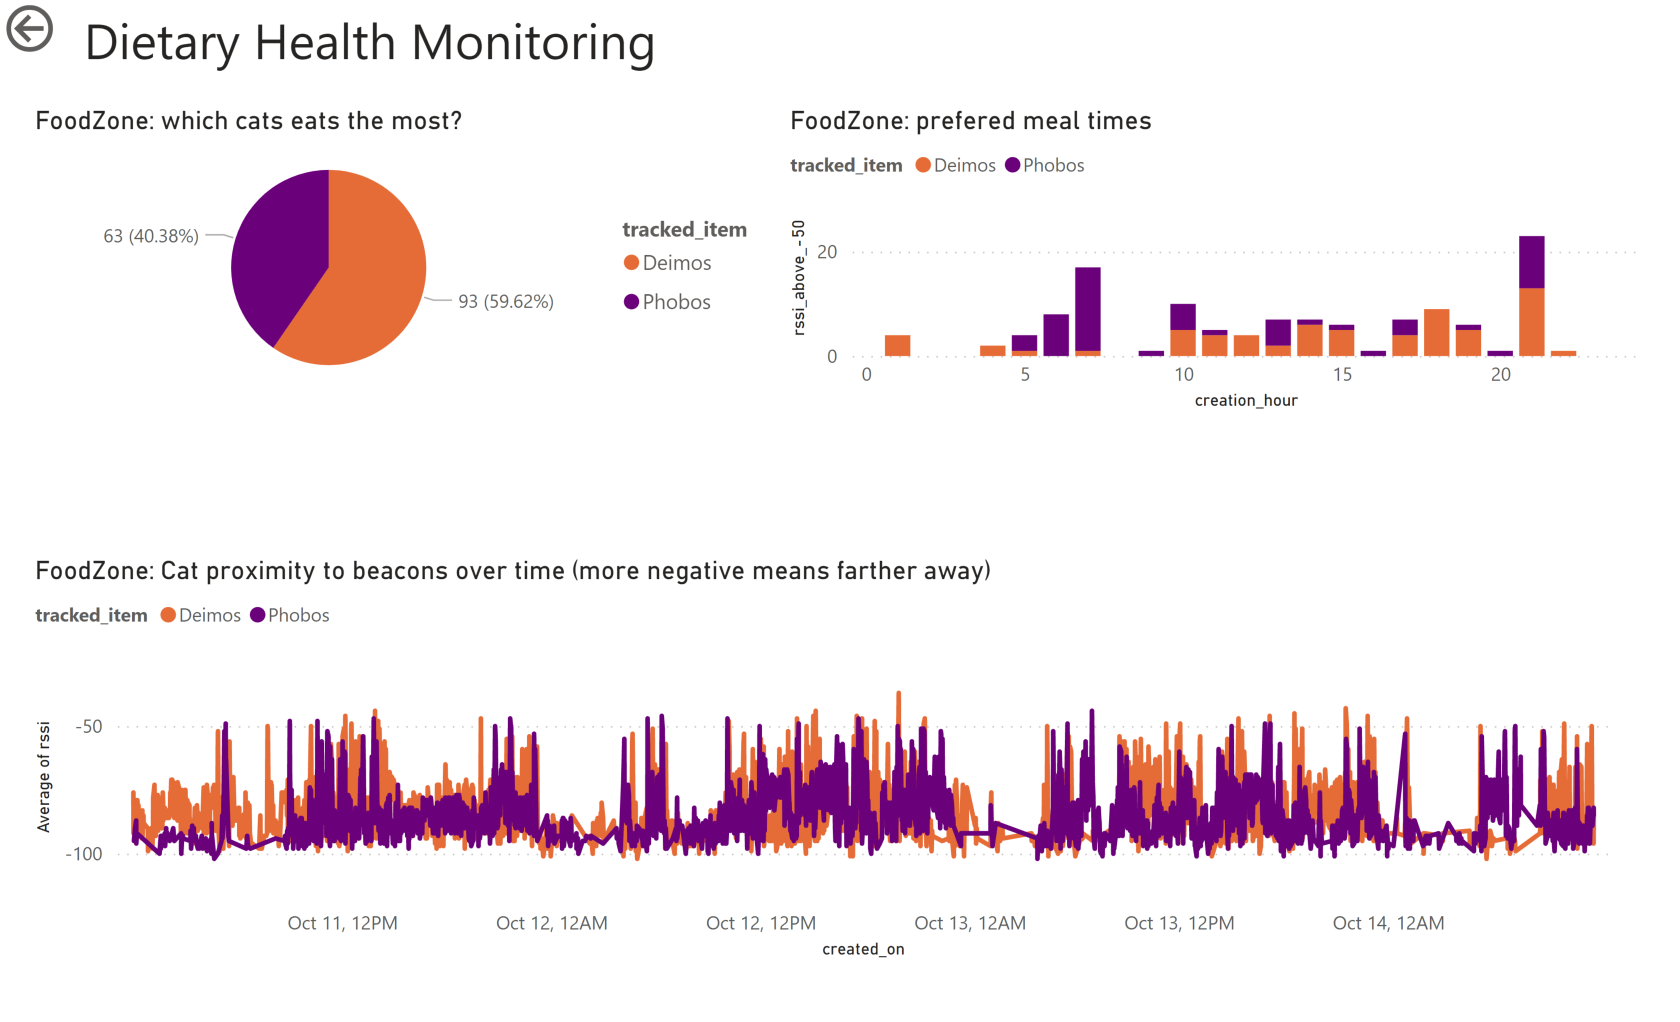 Dietary Health Monitoring
FoodZone: which cats eats the most?
63 (40.38%)
93 (59.62%)
tracked_item
Deimos
Phobos
FoodZone: prefered meal times
tracked_item Deimos Phobos
rssi_above_-50
20
0
0 5 10 15 20
creation_hour
FoodZone: Cat proximity to beacons over time (more negative means farther away)
tracked_item Deimos Phobos
Average of rssi
-50
-100
Oct 11, 12PM Oct 12, 12AM Oct 12, 12PM Oct 13, 12AM Oct 13, 12PM Oct 14, 12AM
created_on